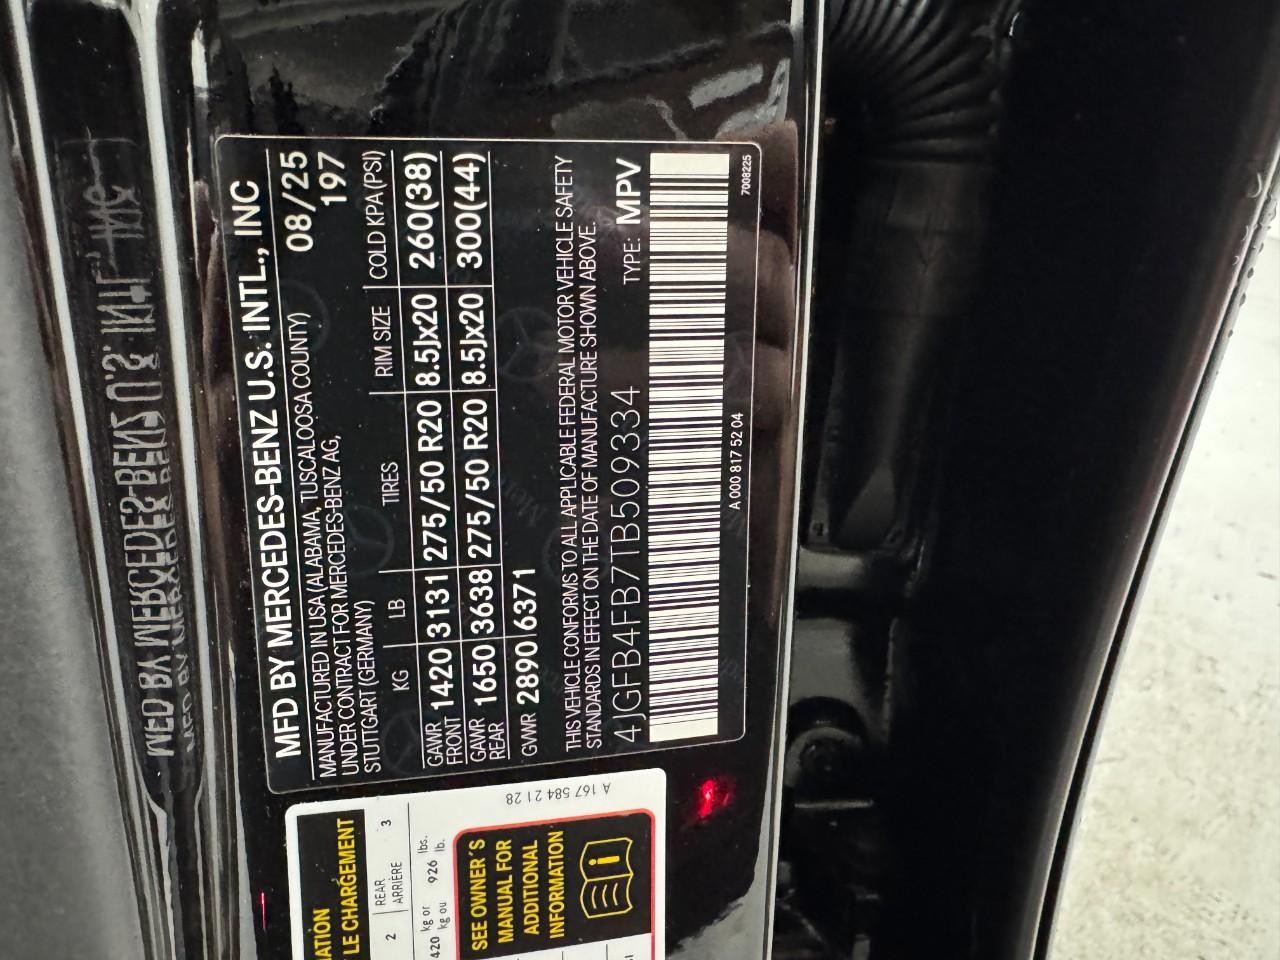 MFD BY MERCEDES-BENZ U.S. INTL., INC
MANUFACTURED IN USA (ALABAMA, TUSCALOOSA COUNTY) 08/25
UNDER CONTRACT FOR MERCEDES-BENZ AG, 197
STUTTGART (GERMANY)
KG LB TIRES RIM SIZE COLD KPA (PSI)
GAWR FRONT 1420 3131 275/50 R20 8.5Jx20 260(38)
GAWR REAR 1650 3638 275/50 R20 8.5Jx20 300(44)
GVWR 2890 6371
THIS VEHICLE CONFORMS TO ALL APPLICABLE FEDERAL MOTOR VEHICLE SAFETY
STANDARDS IN EFFECT ON THE DATE OF MANUFACTURE SHOWN ABOVE.
4JGFB4FB7TB509334 TYPE: MPV
A 000 817 52 04 7008225
LE CHARGEMENT
2 REAR 3
ARRIÈRE
420 kg or 926 lbs.
kg ou lb.
A 167 584 21 28
SEE OWNER'S
MANUAL FOR
ADDITIONAL
INFORMATION